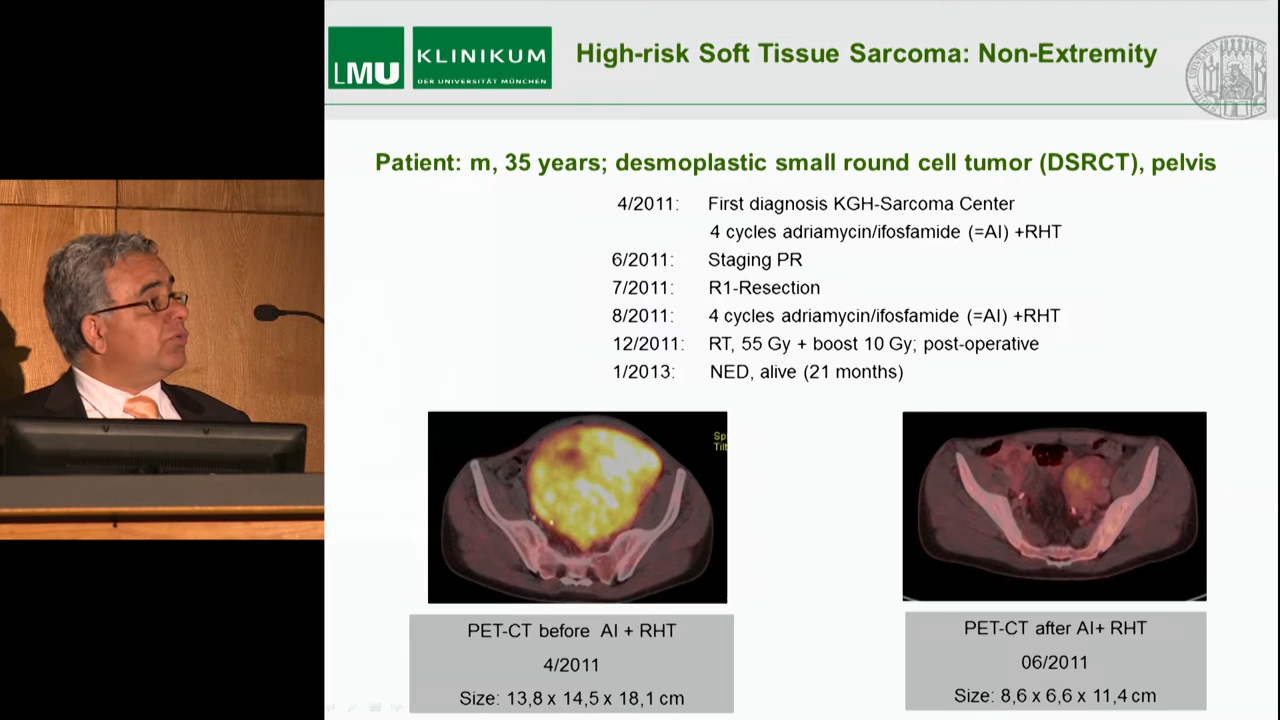 LMU
KLINIKUM
DER UNIVERSITÄT MÜNCHEN
High-risk Soft Tissue Sarcoma: Non-Extremity
Patient: m, 35 years; desmoplastic small round cell tumor (DSRCT), pelvis
4/2011: First diagnosis KGH-Sarcoma Center
4 cycles adriamycin/ifosfamide (=AI) +RHT
6/2011: Staging PR
7/2011: R1-Resection
8/2011: 4 cycles adriamycin/ifosfamide (=AI) +RHT
12/2011: RT, 55 Gy + boost 10 Gy; post-operative
1/2013: NED, alive (21 months)
Sp
Tilt
PET-CT before AI + RHT
4/2011
Size: 13,8 x 14,5 x 18,1 cm
PET-CT after AI+ RHT
06/2011
Size: 8,6 x 6,6 x 11,4 cm